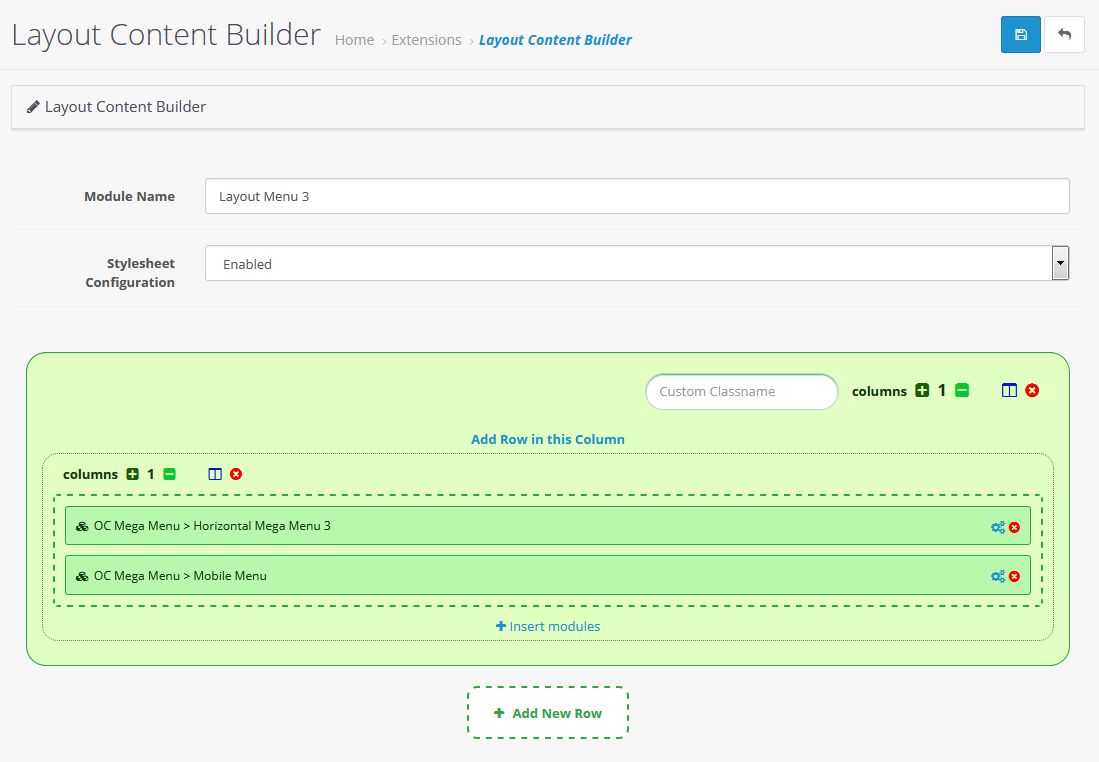 Layout Content Builder
Home › Extensions › Layout Content Builder
Layout Content Builder
Module Name
Layout Menu 3
Stylesheet
Configuration
Enabled
Custom Classname
columns 1
Add Row in this Column
columns 1
OC Mega Menu > Horizontal Mega Menu 3
OC Mega Menu > Mobile Menu
Insert modules
Add New Row